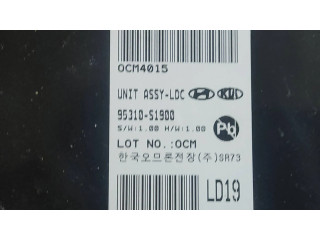 OCM4015
UNIT ASSY-LDC
95310-S1900
S/W:1.00 H/W:1.00
Pb
LOT NO.:OCM
한국오므론전장(주)SR73
LD19